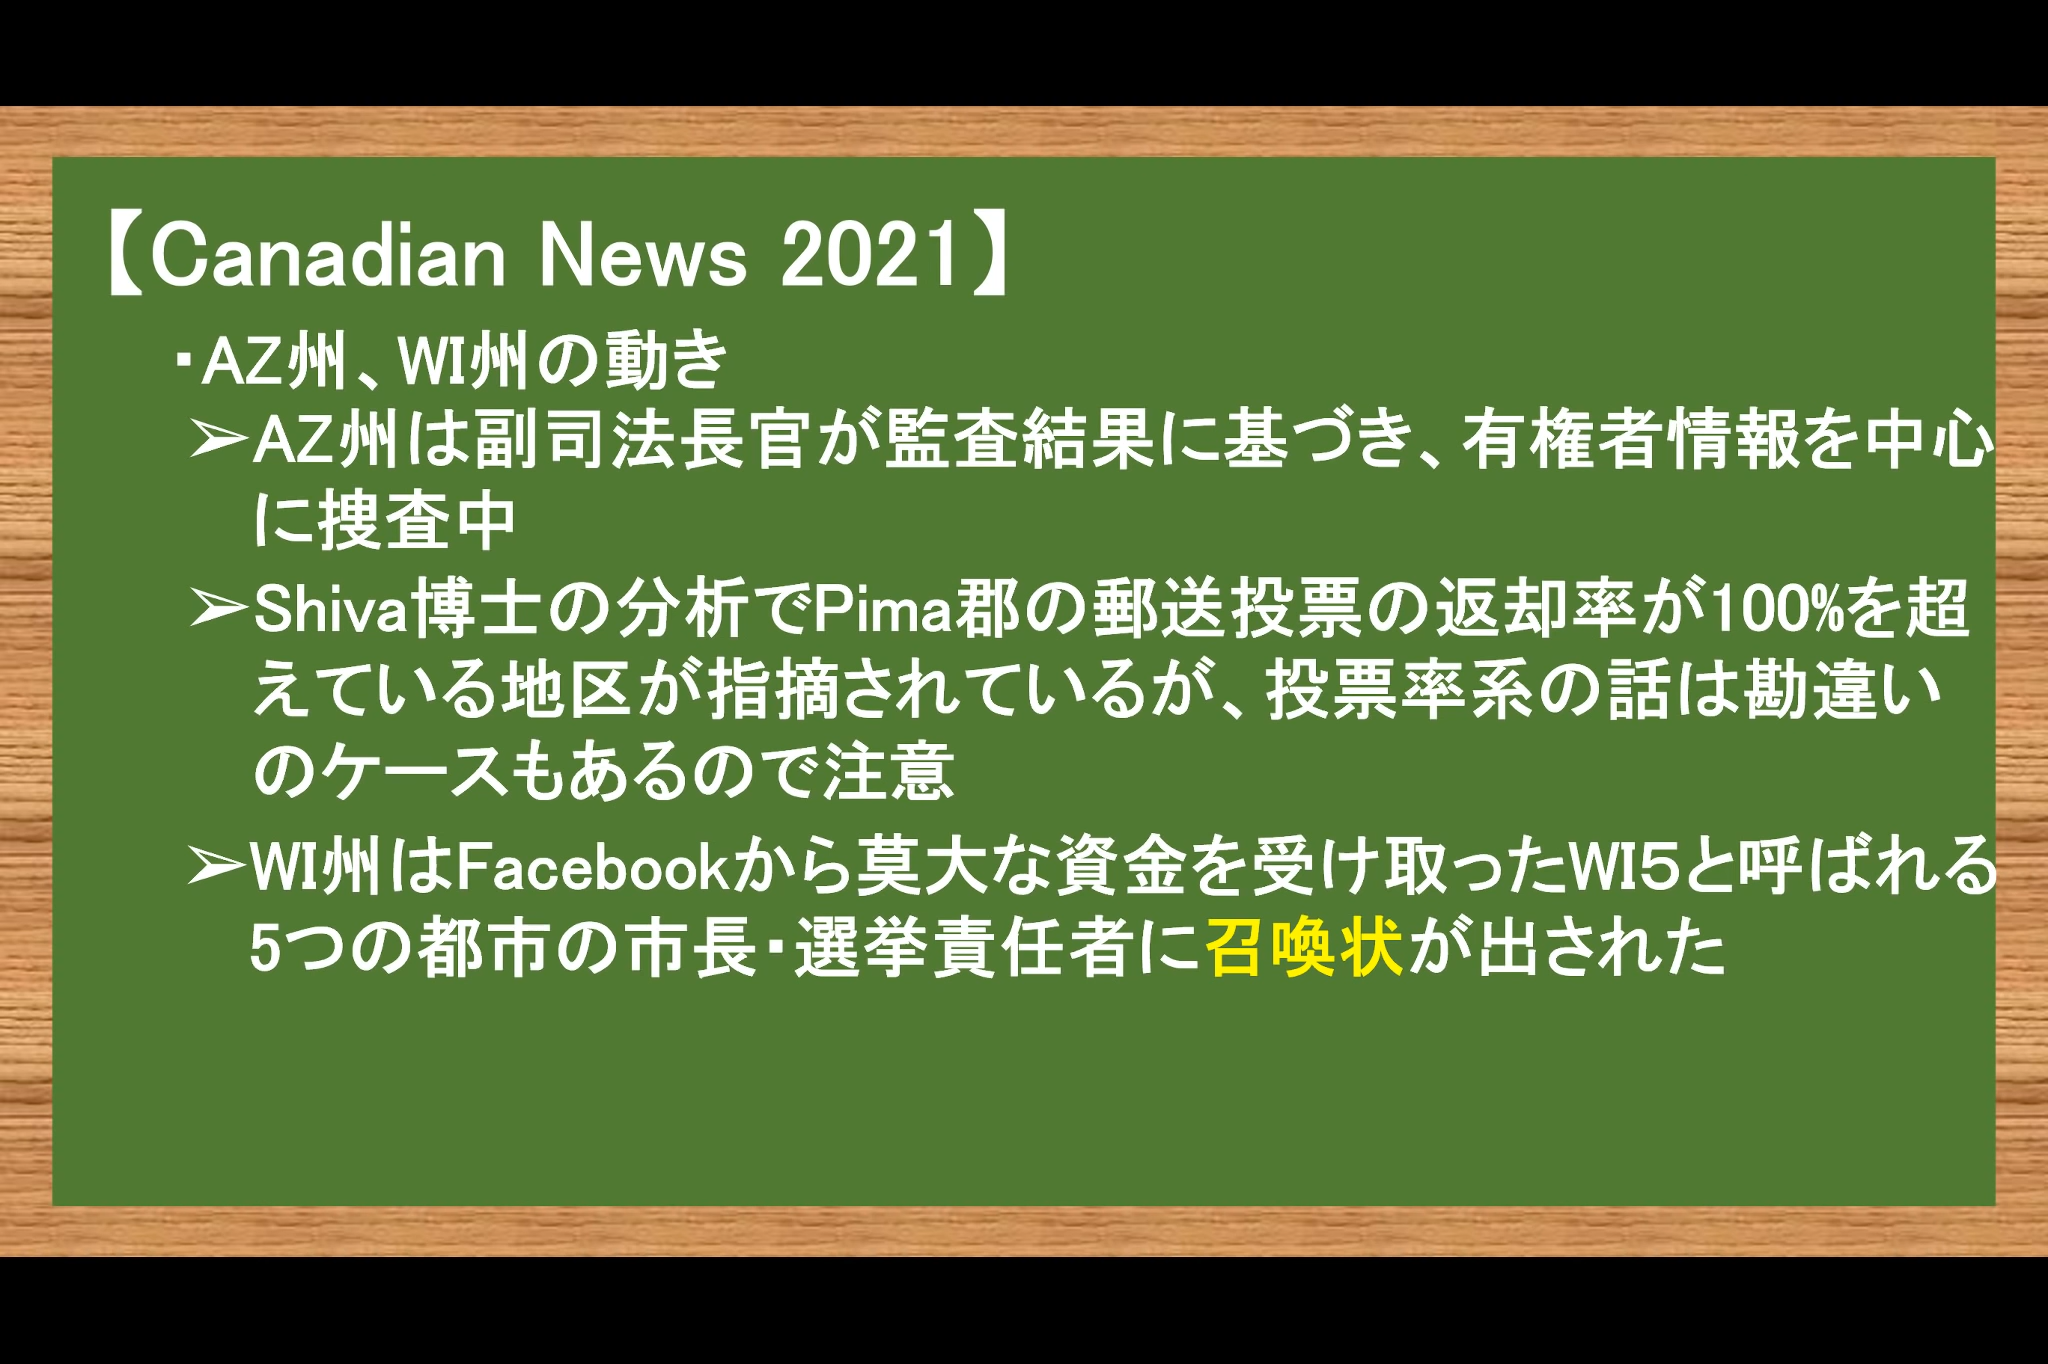 【Canadian News 2021】
・AZ州、WI州の動き
➢AZ州は副司法長官が監査結果に基づき、有権者情報を中心
に捜査中
➢Shiva博士の分析でPima郡の郵送投票の返却率が100%を超
えている地区が指摘されているが、投票率系の話は勘違い
のケースもあるので注意
➢WI州はFacebookから莫大な資金を受け取ったWI５と呼ばれる
5つの都市の市長・選挙責任者に召喚状が出された